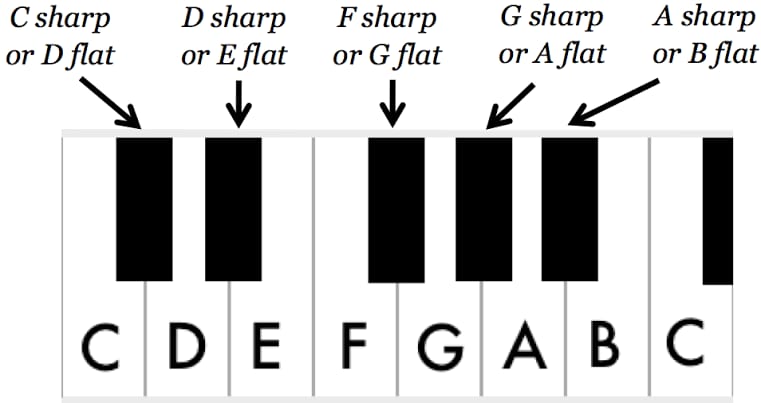 C sharp
or D flat
D sharp
or E flat
F sharp
or G flat
G sharp
or A flat
A sharp
or B flat
C D E F G A B C